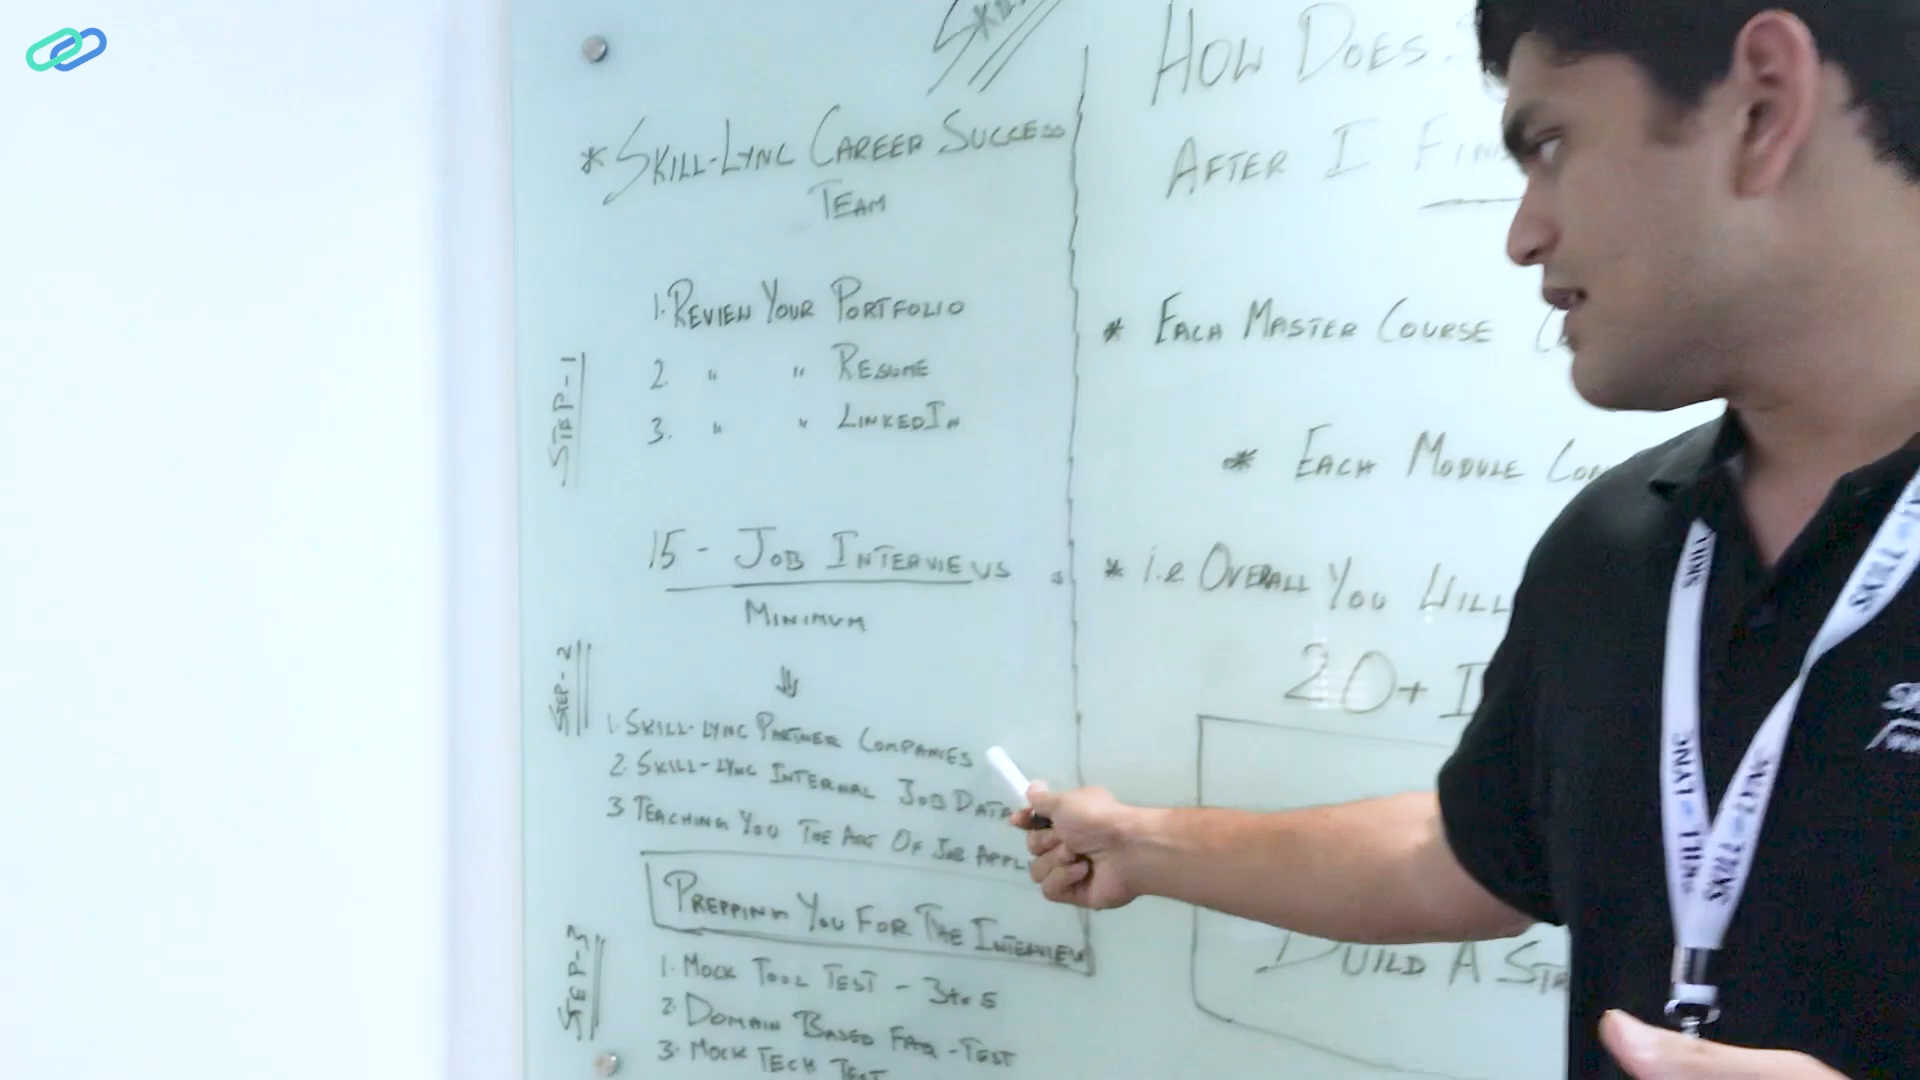 * SKILL-LYNC CAREER SUCCESS
TEAM
STEP-1
1. REVIEW YOUR PORTFOLIO
2. " " RESUME
3. " " LINKEDIN
15 - JOB INTERVIEWS
MINIMUM
STEP-2
1. SKILL-LYNC PARTNER COMPANIES
2. SKILL-LYNC INTERNAL JOB DATA
3 TEACHING YOU THE ART OF JOB APPL
PREPPING YOU FOR THE INTERVIEW
STEP-3
1. MOCK TOOL TEST - 3 to 5
2. DOMAIN BASED FAQ - TEST
3. MOCK TECH TEST
HOW DOES
AFTER I
* EACH MASTER COURSE
* EACH MODULE
* i.e OVERALL YOU WILL
20+
BUILD A
SKILL-LYNC